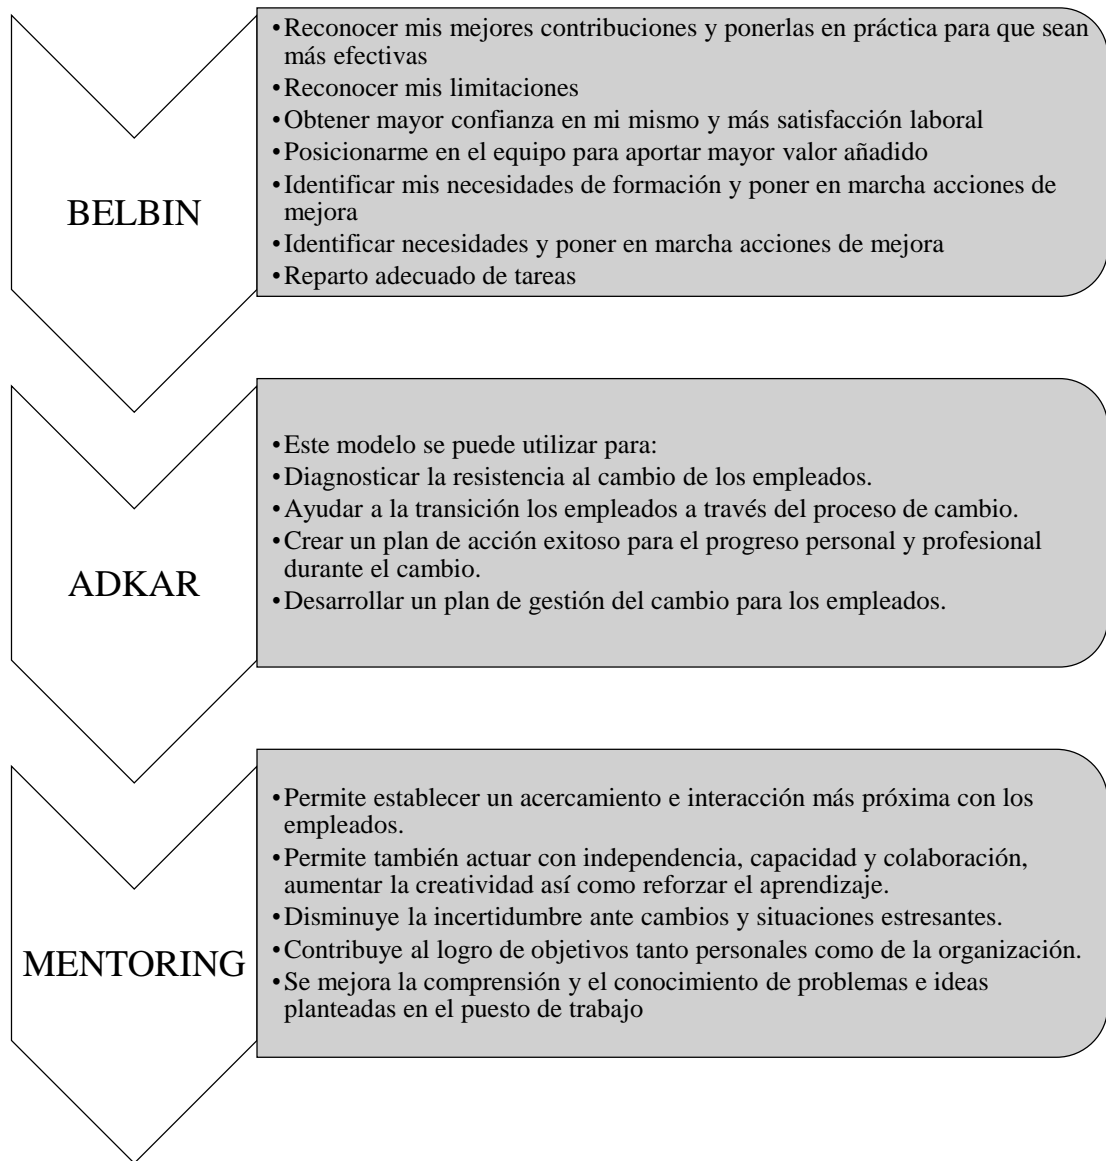 BELBIN
•Reconocer mis mejores contribuciones y ponerlas en práctica para que sean
más efectivas
•Reconocer mis limitaciones
•Obtener mayor confianza en mi mismo y más satisfacción laboral
•Posicionarme en el equipo para aportar mayor valor añadido
•Identificar mis necesidades de formación y poner en marcha acciones de
mejora
•Identificar necesidades y poner en marcha acciones de mejora
•Reparto adecuado de tareas
ADKAR
•Este modelo se puede utilizar para:
•Diagnosticar la resistencia al cambio de los empleados.
•Ayudar a la transición los empleados a través del proceso de cambio.
•Crear un plan de acción exitoso para el progreso personal y profesional
durante el cambio.
•Desarrollar un plan de gestión del cambio para los empleados.
MENTORING
•Permite establecer un acercamiento e interacción más próxima con los
empleados.
•Permite también actuar con independencia, capacidad y colaboración,
aumentar la creatividad así como reforzar el aprendizaje.
•Disminuye la incertidumbre ante cambios y situaciones estresantes.
•Contribuye al logro de objetivos tanto personales como de la organización.
•Se mejora la comprensión y el conocimiento de problemas e ideas
planteadas en el puesto de trabajo